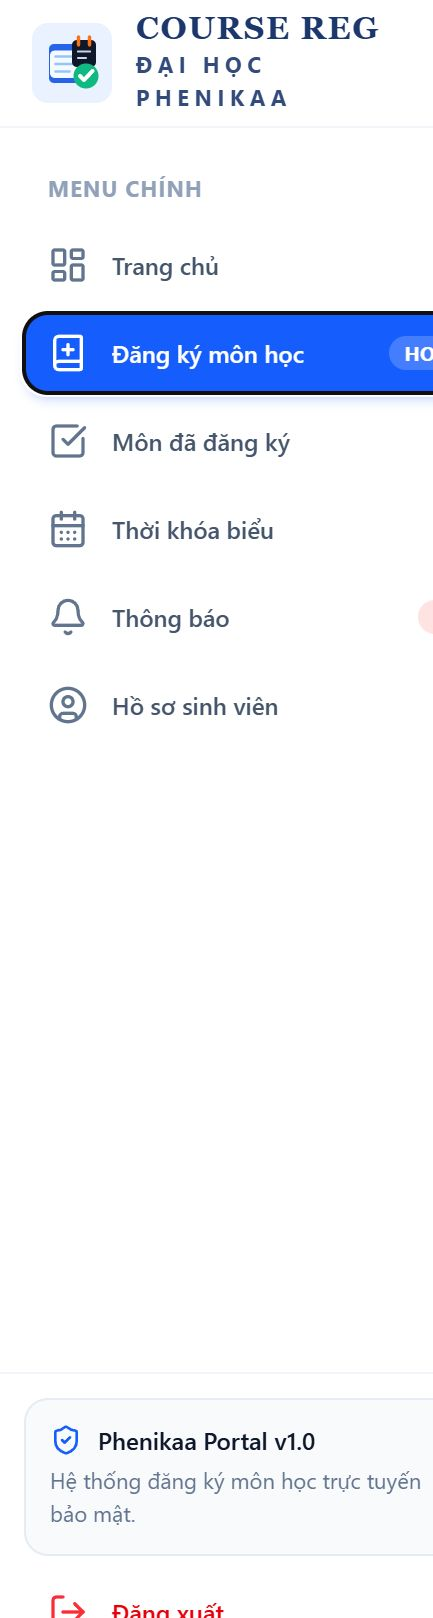 COURSE REG
ĐẠI HỌC
PHENIKAA
MENU CHÍNH
Trang chủ
Đăng ký môn học
Môn đã đăng ký
Thời khóa biểu
Thông báo
Hồ sơ sinh viên
Phenikaa Portal v1.0
Hệ thống đăng ký môn học trực tuyến
bảo mật.
Đăng xuất